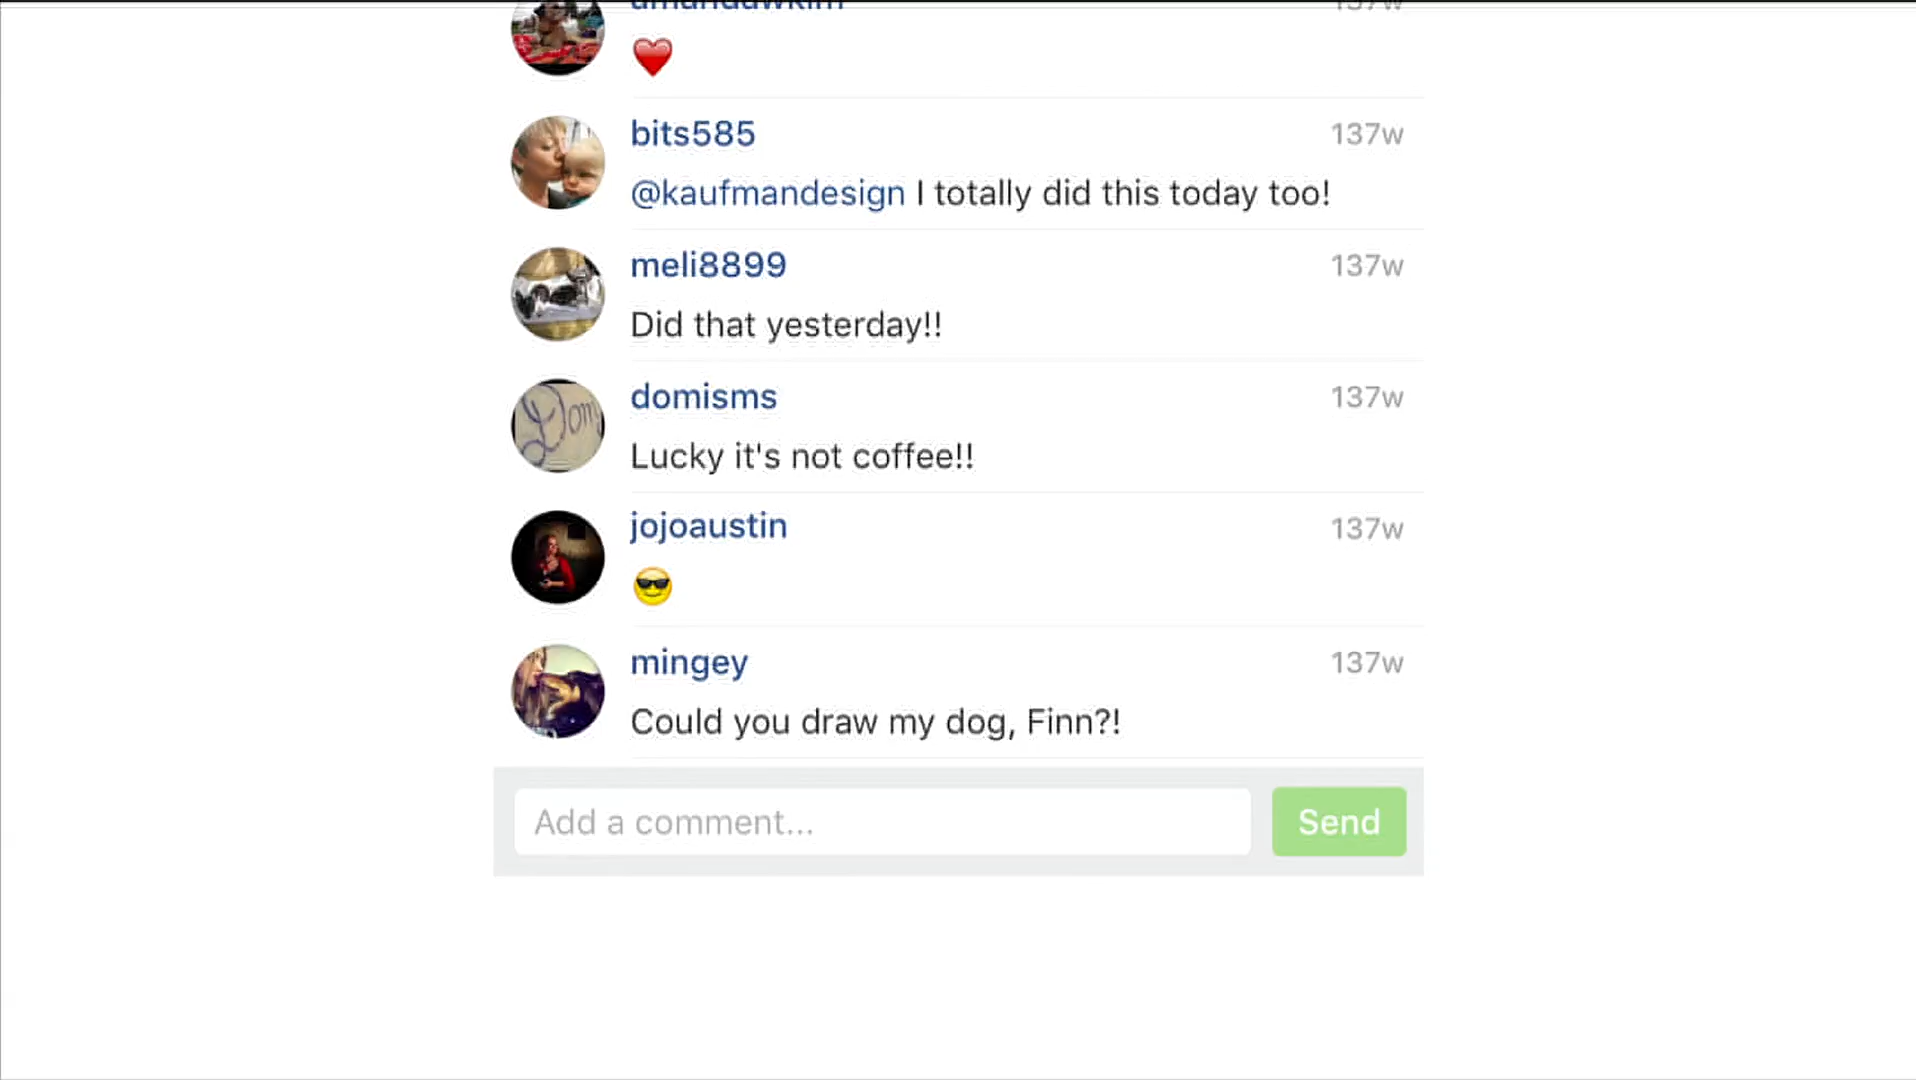 bits585 137w
@kaufmandesign I totally did this today too!
meli8899 137w
Did that yesterday!!
domisms 137w
Lucky it's not coffee!!
jojoaustin 137w
mingey 137w
Could you draw my dog, Finn?!
Add a comment...
Send